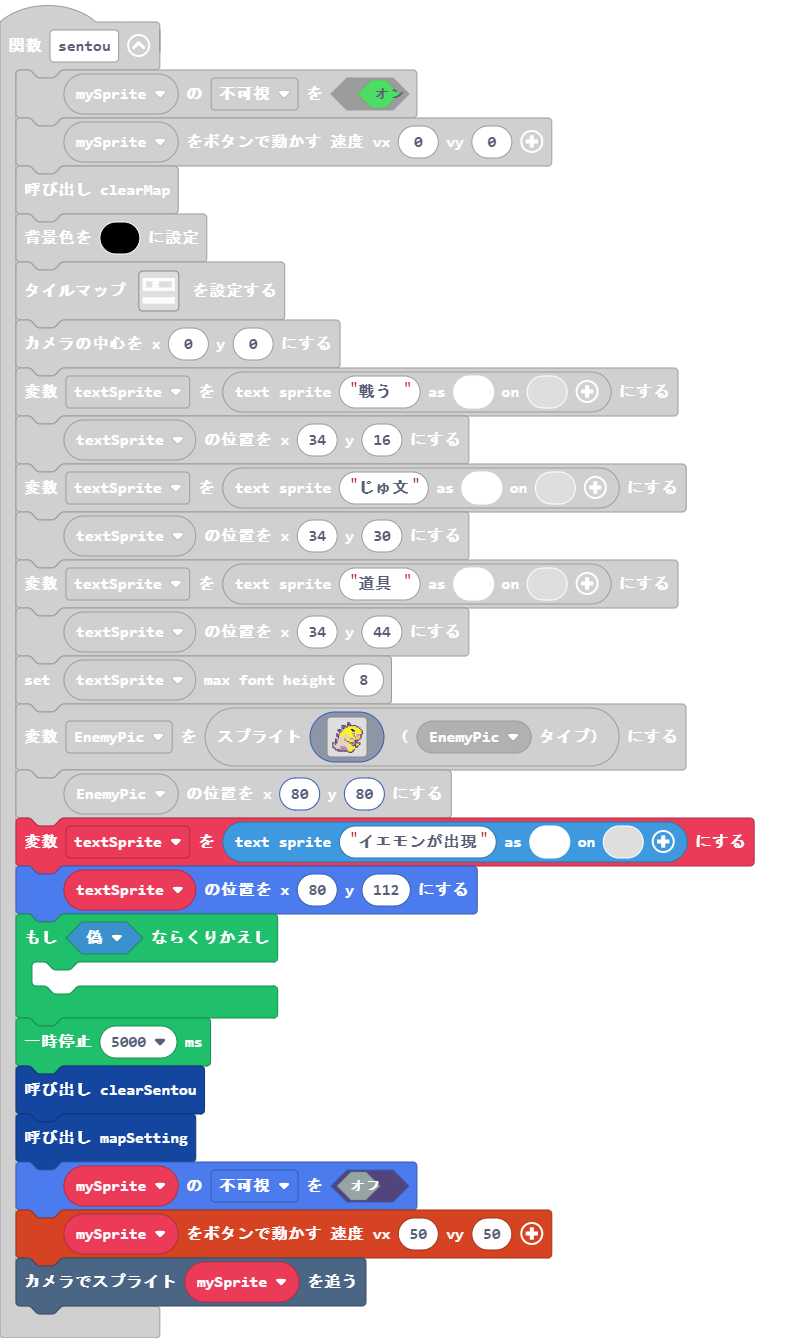 関数 sentou
mySprite の 不可視 を オン
mySprite をボタンで動かす 速度 vx 0 vy 0
呼び出し clearMap
背景色を に設定
タイルマップ を設定する
カメラの中心を x 0 y 0 にする
変数 textSprite を text sprite "戦う " as on にする
textSprite の位置を x 34 y 16 にする
変数 textSprite を text sprite "じゅ文" as on にする
textSprite の位置を x 34 y 30 にする
変数 textSprite を text sprite "道具 " as on にする
textSprite の位置を x 34 y 44 にする
set textSprite max font height 8
変数 EnemyPic を スプライト ( EnemyPic タイプ) にする
EnemyPic の位置を x 80 y 80 にする
変数 textSprite を text sprite "イエモンが出現" as on にする
textSprite の位置を x 80 y 112 にする
もし 偽 ならくりかえし
一時停止 5000 ms
呼び出し clearSentou
呼び出し mapSetting
mySprite の 不可視 を オフ
mySprite をボタンで動かす 速度 vx 50 vy 50
カメラでスプライト mySprite を追う